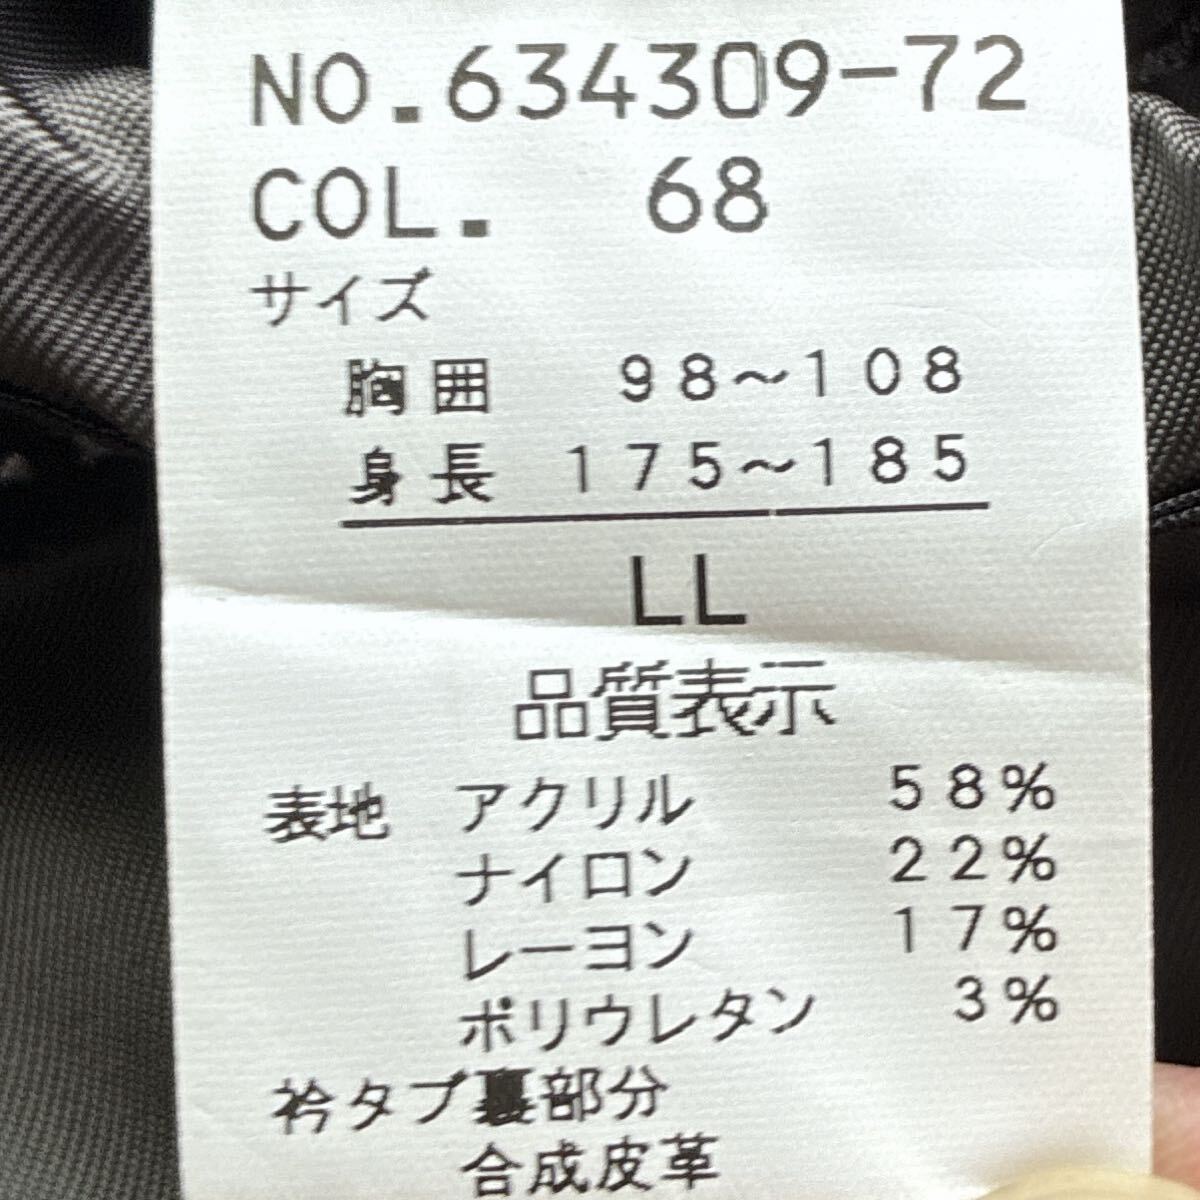 NO.634309-72
COL. 68
サイズ
胸囲 98～108
身長 175～185
LL
品質表示
表地 アクリル 58%
ナイロン 22%
レーヨン 17%
ポリウレタン 3%
衿タブ裏部分
合成皮革